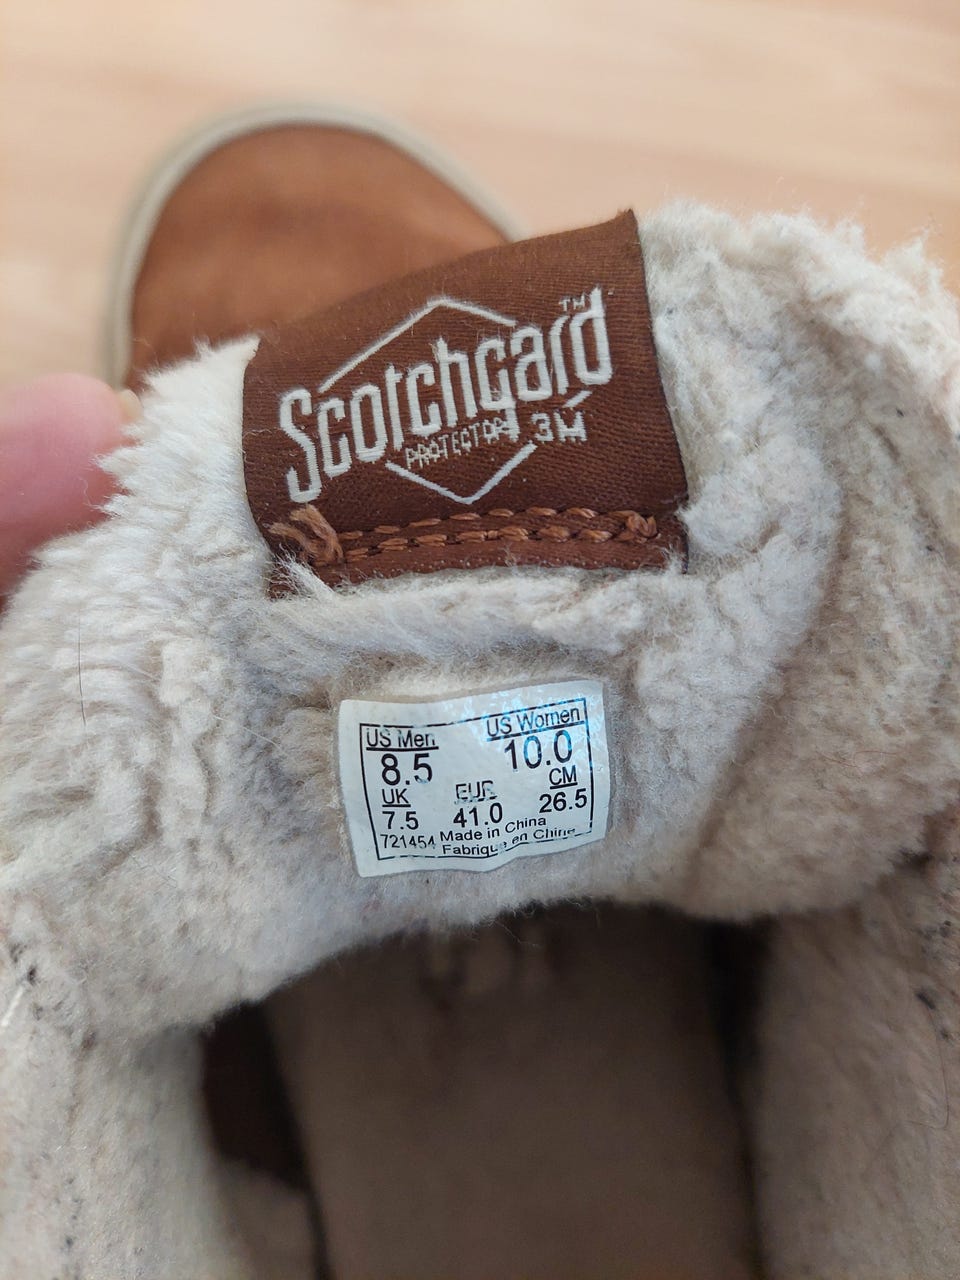 Scotchgard™
PROTECTOR 3M
US Men US Women
8.5 10.0
UK EUR CM
7.5 41.0 26.5
721454 Made in China
Fabriqué en Chine